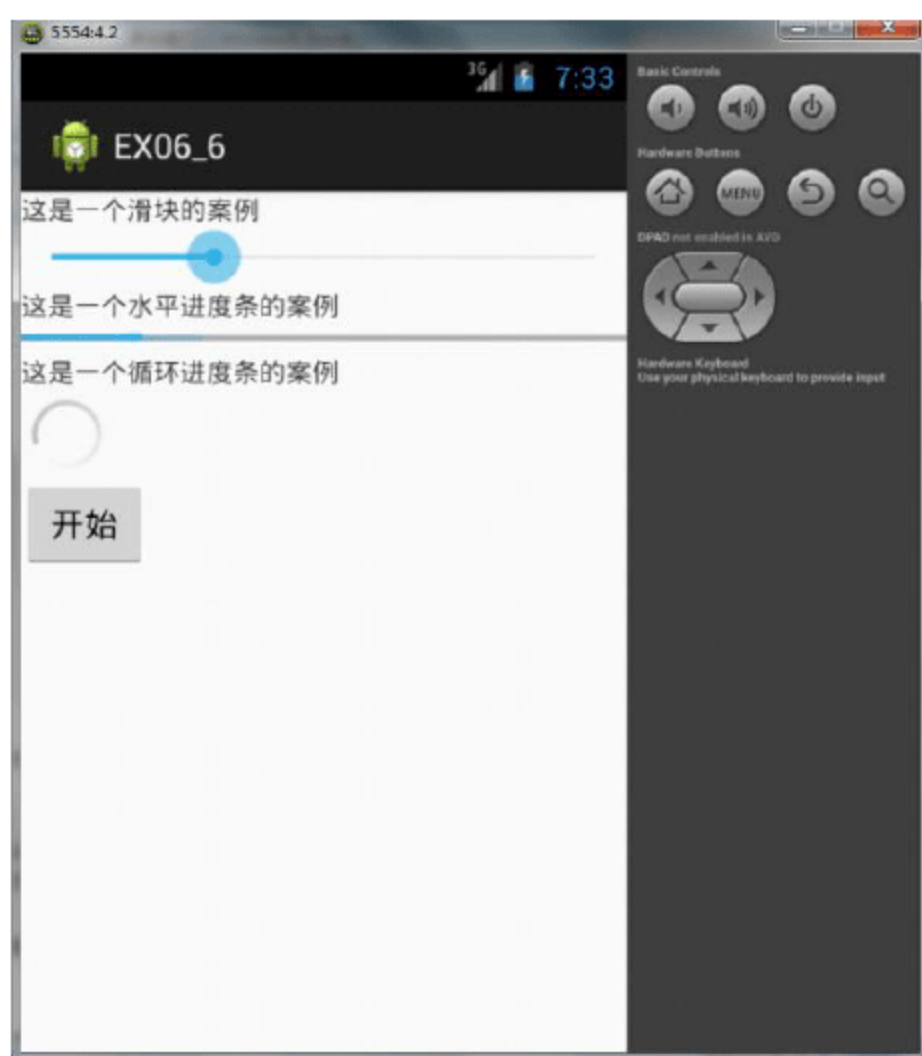 5554:4.2
3G 7:33
EX06_6
这是一个滑块的案例
这是一个水平进度条的案例
这是一个循环进度条的案例
开始
Basic Controls
Hardware Buttons
MENU
DPAD not enabled in AVD
Hardware Keyboard
Use your physical keyboard to provide input